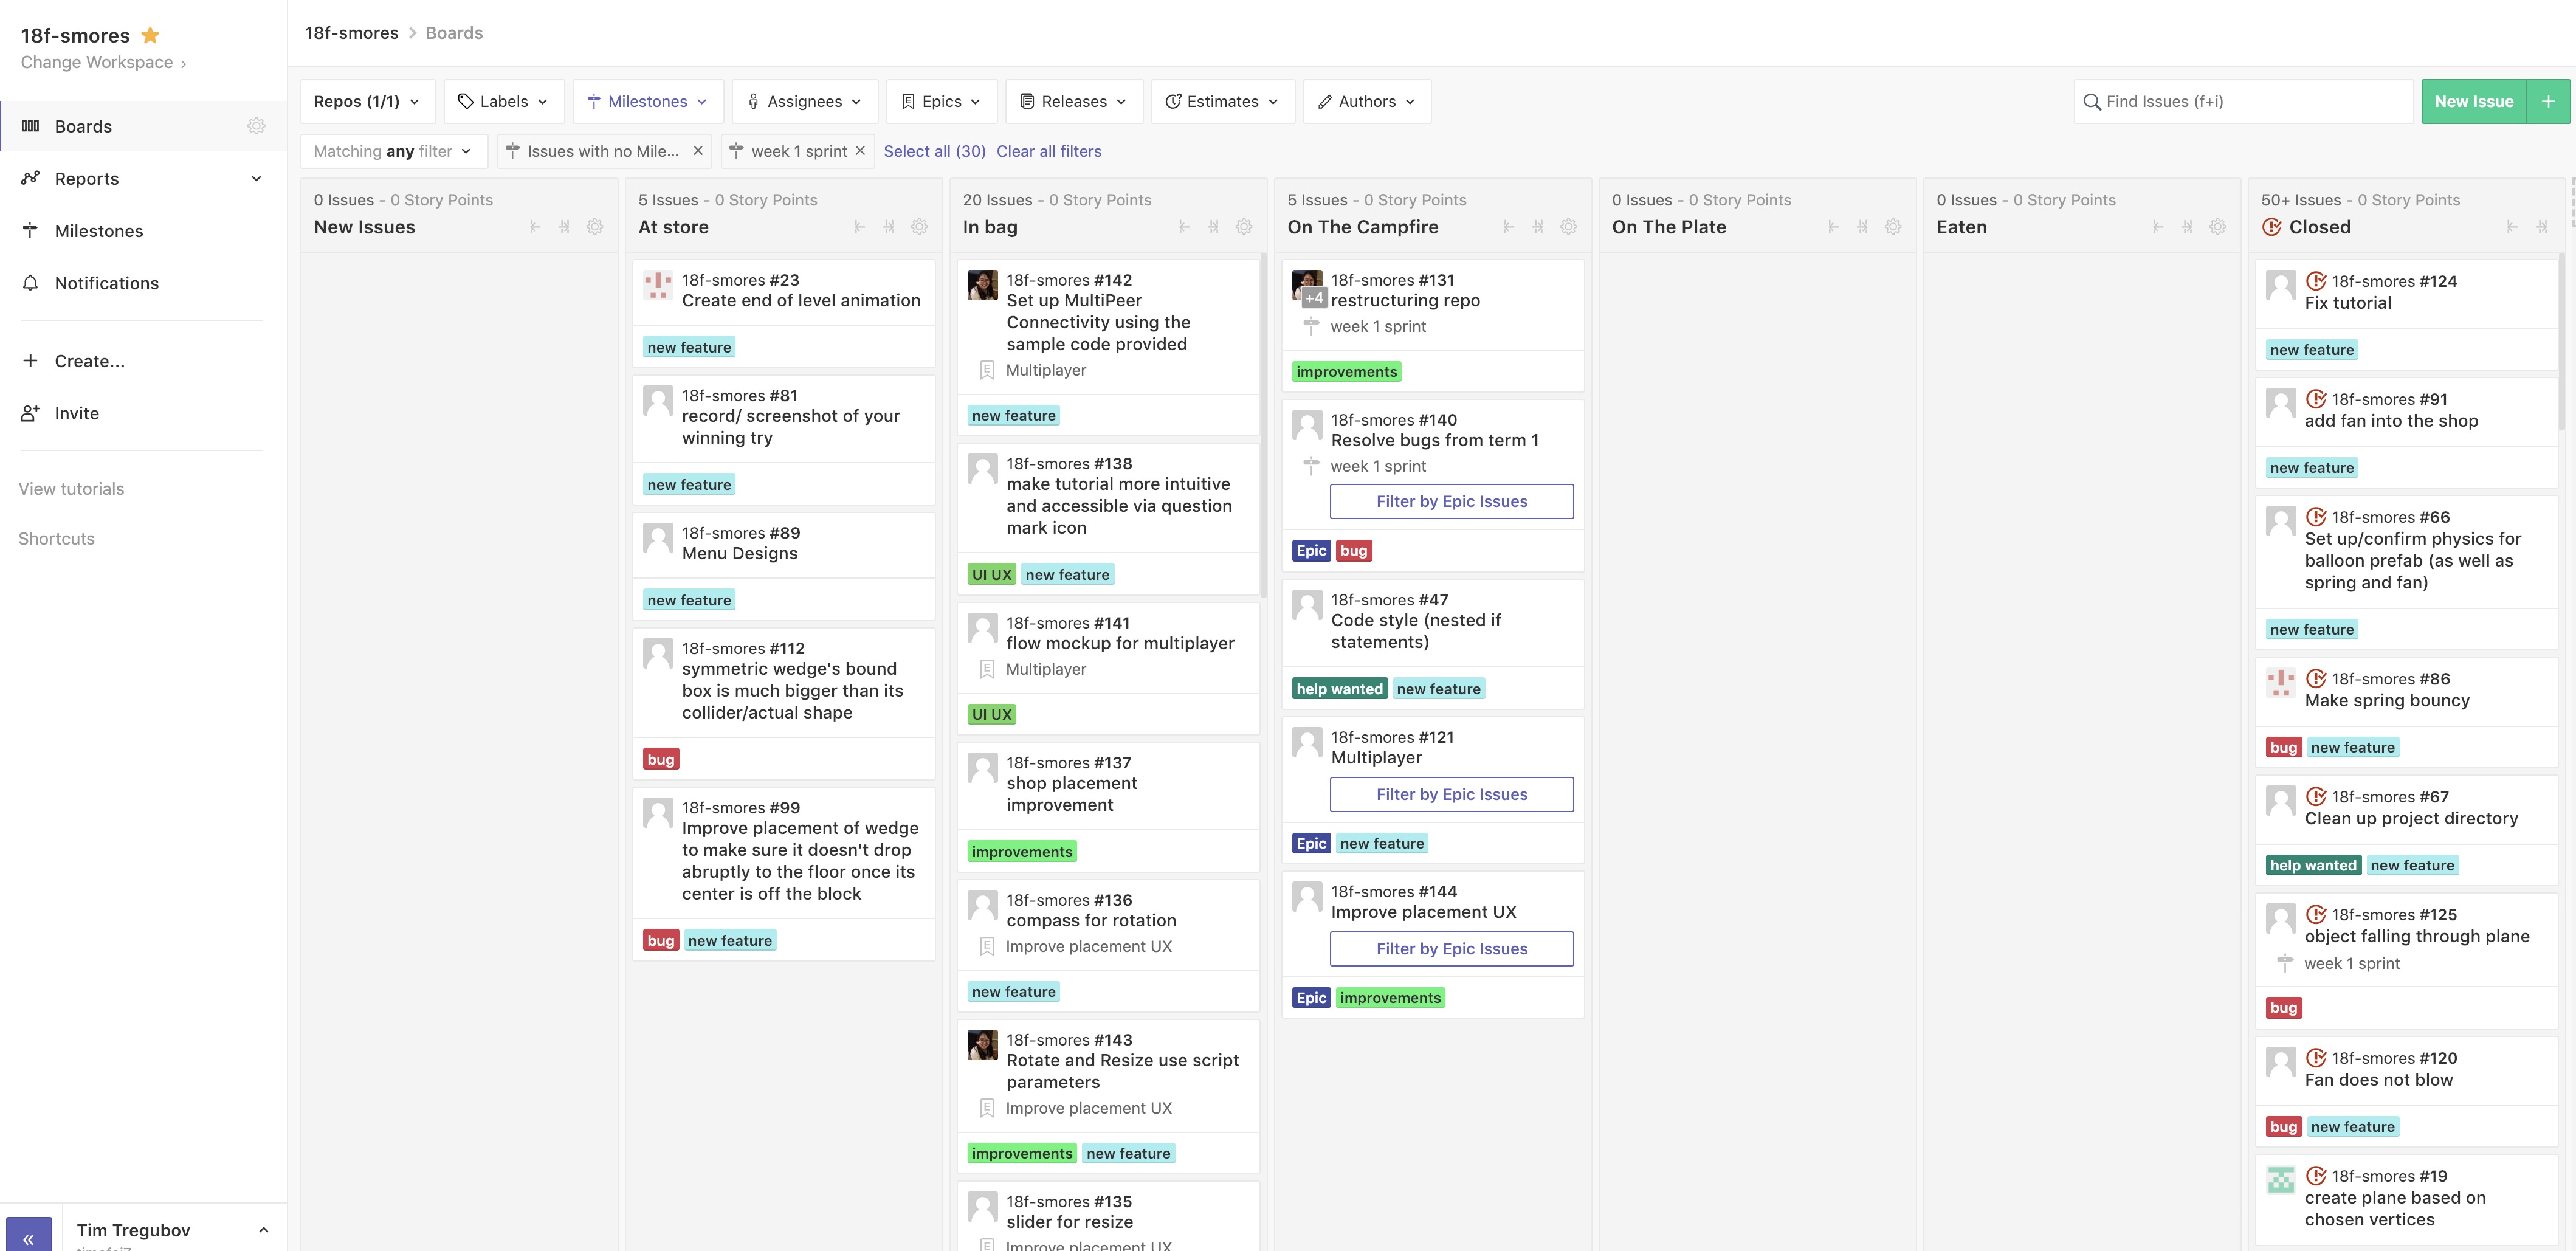 18f-smores
Change Workspace ›
Boards
Reports
Milestones
Notifications
Create...
Invite
View tutorials
Shortcuts
Tim Tregubov
18f-smores > Boards
Repos (1/1)
Labels
Milestones
Assignees
Epics
Releases
Estimates
Authors
Find Issues (f+i)
New Issue
+
Matching any filter
Issues with no Mile... ×
week 1 sprint ×
Select all (30)
Clear all filters
0 Issues - 0 Story Points
New Issues
5 Issues - 0 Story Points
At store
18f-smores #23
Create end of level animation
new feature
18f-smores #81
record/ screenshot of your
winning try
new feature
18f-smores #89
Menu Designs
new feature
18f-smores #112
symmetric wedge's bound
box is much bigger than its
collider/actual shape
bug
18f-smores #99
Improve placement of wedge
to make sure it doesn't drop
abruptly to the floor once its
center is off the block
bug new feature
20 Issues - 0 Story Points
In bag
18f-smores #142
Set up MultiPeer
Connectivity using the
sample code provided
Multiplayer
new feature
18f-smores #138
make tutorial more intuitive
and accessible via question
mark icon
UI UX new feature
18f-smores #141
flow mockup for multiplayer
Multiplayer
UI UX
18f-smores #137
shop placement
improvement
improvements
18f-smores #136
compass for rotation
Improve placement UX
new feature
18f-smores #143
Rotate and Resize use script
parameters
Improve placement UX
improvements new feature
18f-smores #135
slider for resize
Improve placement UX
5 Issues - 0 Story Points
On The Campfire
+4
18f-smores #131
restructuring repo
week 1 sprint
improvements
18f-smores #140
Resolve bugs from term 1
week 1 sprint
Filter by Epic Issues
Epic bug
18f-smores #47
Code style (nested if
statements)
help wanted new feature
18f-smores #121
Multiplayer
Filter by Epic Issues
Epic new feature
18f-smores #144
Improve placement UX
Filter by Epic Issues
Epic improvements
0 Issues - 0 Story Points
On The Plate
0 Issues - 0 Story Points
Eaten
50+ Issues - 0 Story Points
Closed
18f-smores #124
Fix tutorial
new feature
18f-smores #91
add fan into the shop
new feature
18f-smores #66
Set up/confirm physics for
balloon prefab (as well as
spring and fan)
new feature
18f-smores #86
Make spring bouncy
bug new feature
18f-smores #67
Clean up project directory
help wanted new feature
18f-smores #125
object falling through plane
week 1 sprint
bug
18f-smores #120
Fan does not blow
bug new feature
18f-smores #19
create plane based on
chosen vertices